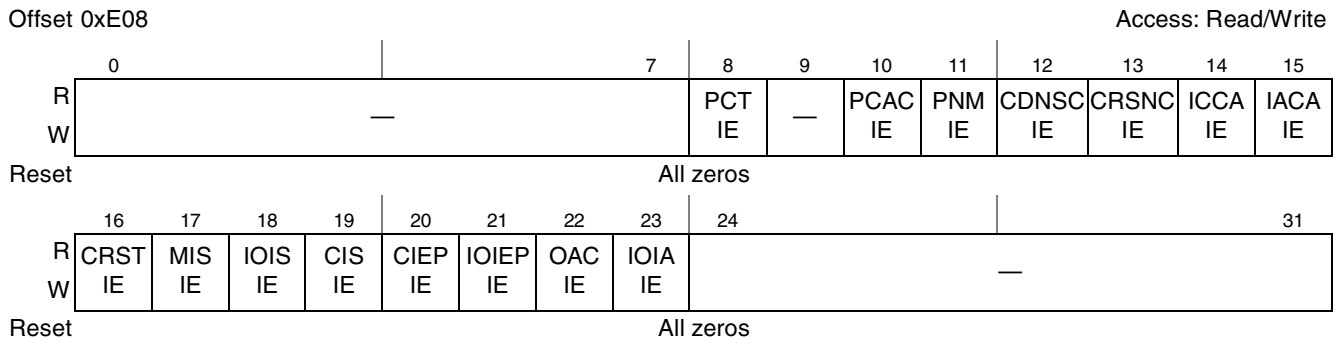 Offset 0xE08 Access: Read/Write
0 7 8 9 10 11 12 13 14 15
R PCT PCAC PNM CDNSC CRSNC ICCA IACA
— —
W IE IE IE IE IE IE IE
Reset All zeros
16 17 18 19 20 21 22 23 24 31
R CRST MIS IOIS CIS CIEP IOIEP OAC IOIA
—
W IE IE IE IE IE IE IE IE
Reset All zeros